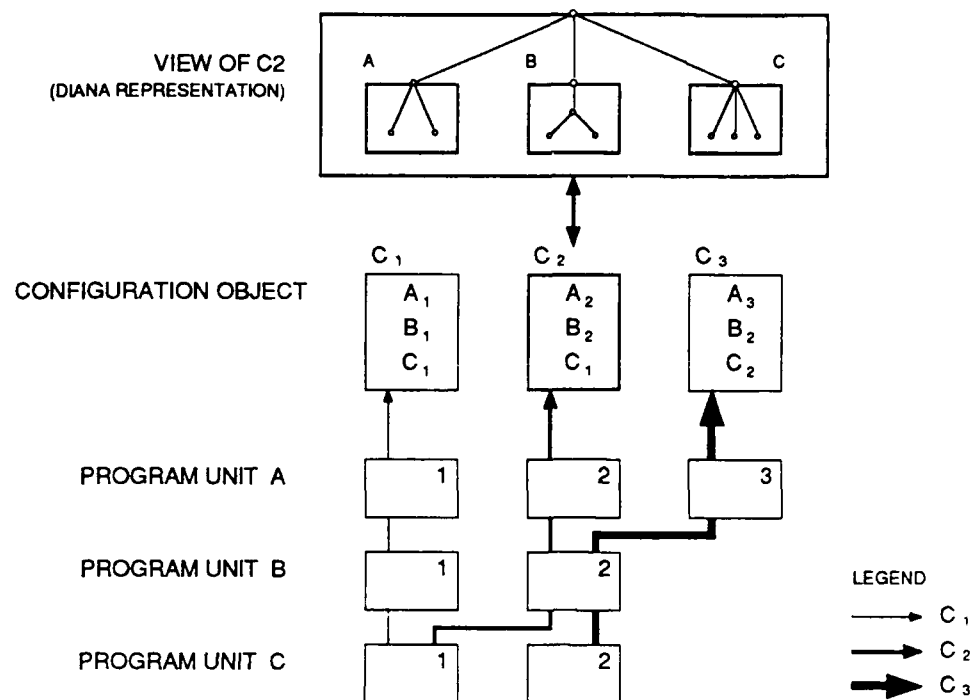 VIEW OF C2
(DIANA REPRESENTATION)
A B C
C₁ C₂ C₃
CONFIGURATION OBJECT
A₁ A₂ A₃
B₁ B₂ B₂
C₁ C₁ C₂
PROGRAM UNIT A 1 2 3
PROGRAM UNIT B 1 2
PROGRAM UNIT C 1 2
LEGEND
C₁
C₂
C₃